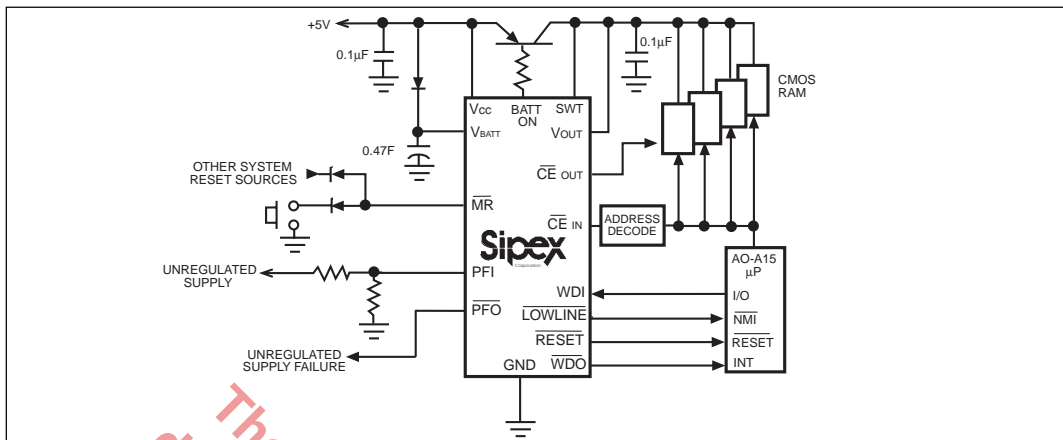 +5V
0.1µF
0.1µF
CMOS
RAM
Vcc
BATT
ON
SWT
VBATT
VOUT
0.47F
OTHER SYSTEM
RESET SOURCES
CE OUT
MR
CE IN
ADDRESS
DECODE
Sipex
Corporation
AO-A15
µP
UNREGULATED
SUPPLY
PFI
WDI
I/O
PFO
LOWLINE
NMI
RESET
RESET
UNREGULATED
SUPPLY FAILURE
GND
WDO
INT
Th